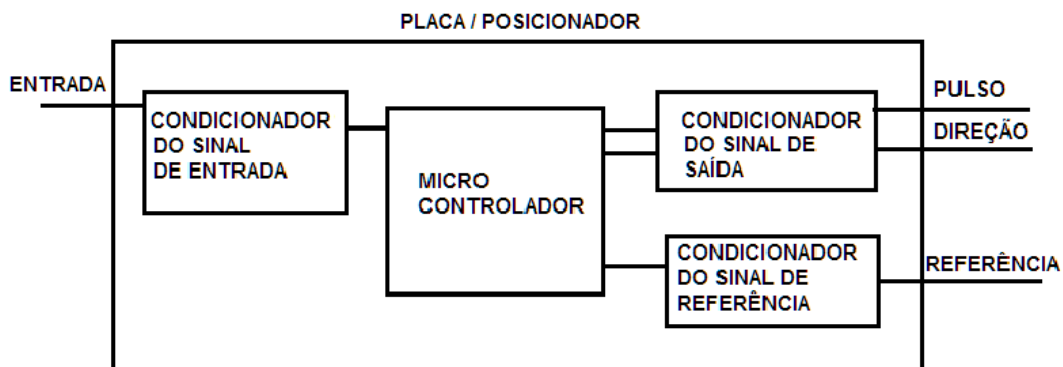 PLACA / POSICIONADOR
ENTRADA
CONDICIONADOR
DO SINAL
DE ENTRADA
MICRO
CONTROLADOR
CONDICIONADOR
DO SINAL DE
SAÍDA
PULSO
DIREÇÃO
CONDICIONADOR
DO SINAL DE
REFERÊNCIA
REFERÊNCIA